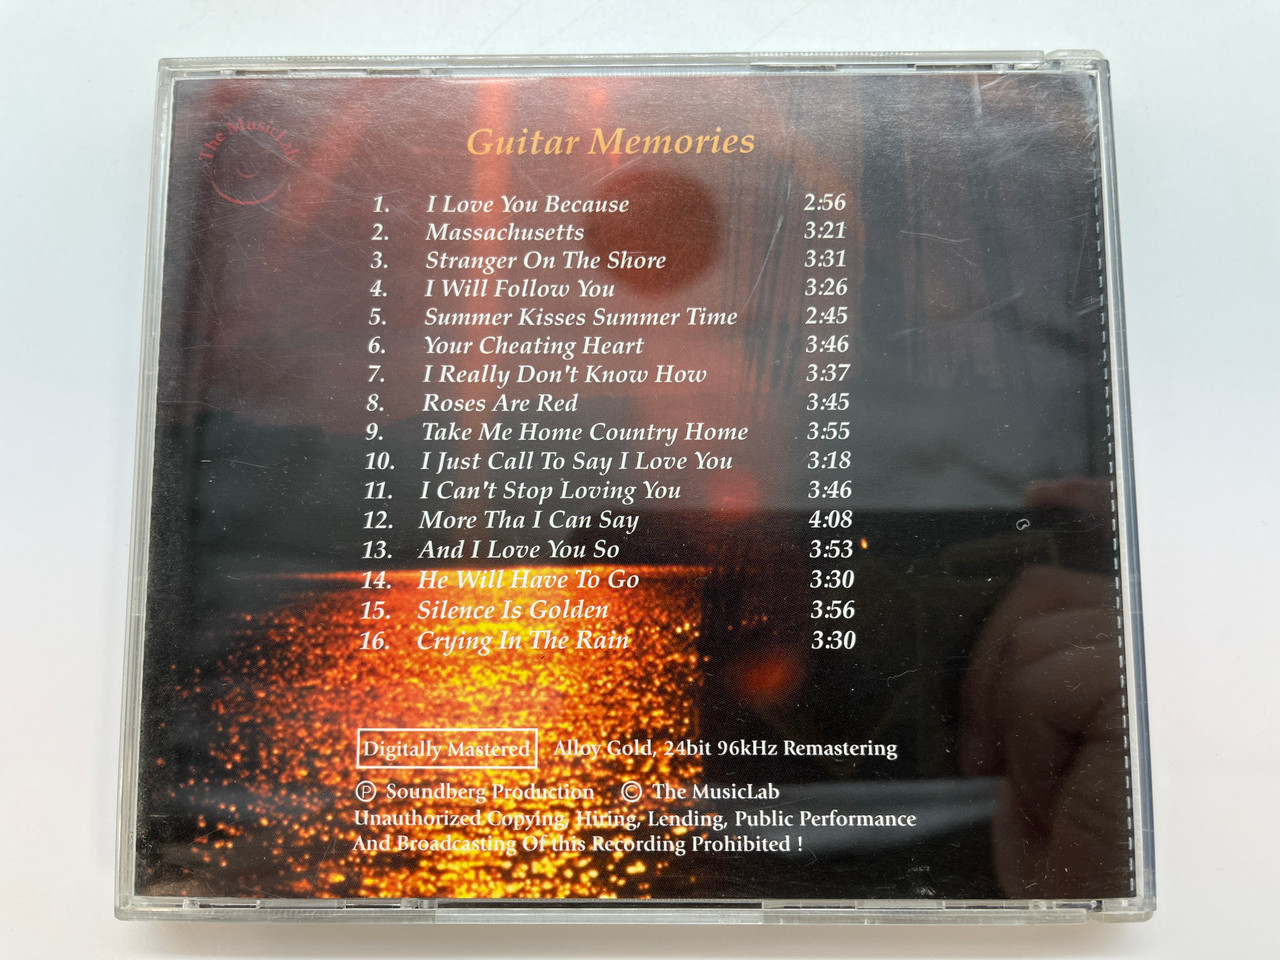 The MusicLab
Guitar Memories
1. I Love You Because 2:56
2. Massachusetts 3:21
3. Stranger On The Shore 3:31
4. I Will Follow You 3:26
5. Summer Kisses Summer Time 2:45
6. Your Cheating Heart 3:46
7. I Really Don't Know How 3:37
8. Roses Are Red 3:45
9. Take Me Home Country Home 3:55
10. I Just Call To Say I Love You 3:18
11. I Can't Stop Loving You 3:46
12. More Tha I Can Say 4:08
13. And I Love You So 3:53
14. He Will Have To Go 3:30
15. Silence Is Golden 3:56
16. Crying In The Rain 3:30
Digitally Mastered Alloy Gold, 24bit 96kHz Remastering
Ⓟ Soundberg Production © The MusicLab
Unauthorized Copying, Hiring, Lending, Public Performance
And Broadcasting Of this Recording Prohibited !